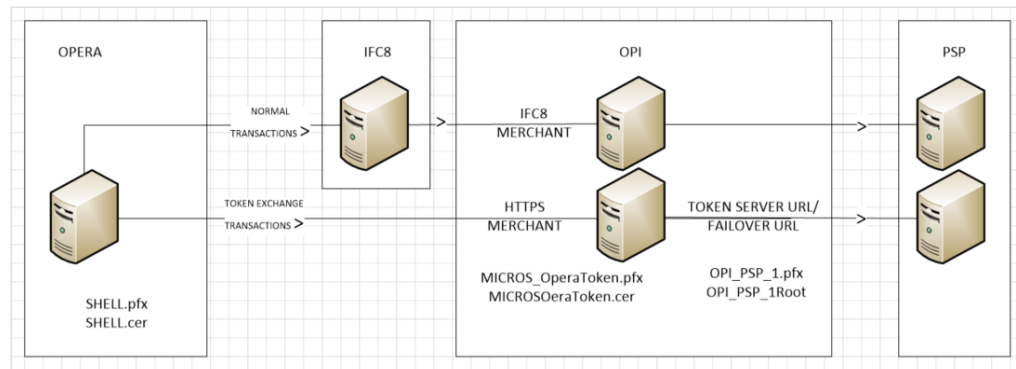 OPERA
IFC8
OPI
PSP
NORMAL
TRANSACTIONS >
>
IFC8
MERCHANT
>
TOKEN EXCHANGE
TRANSACTIONS >
HTTPS
MERCHANT
TOKEN SERVER URL/
FAILOVER URL
>
MICROS_OperaToken.pfx
MICROSOeraToken.cer
OPI_PSP_1.pfx
OPI_PSP_1Root
SHELL.pfx
SHELL.cer